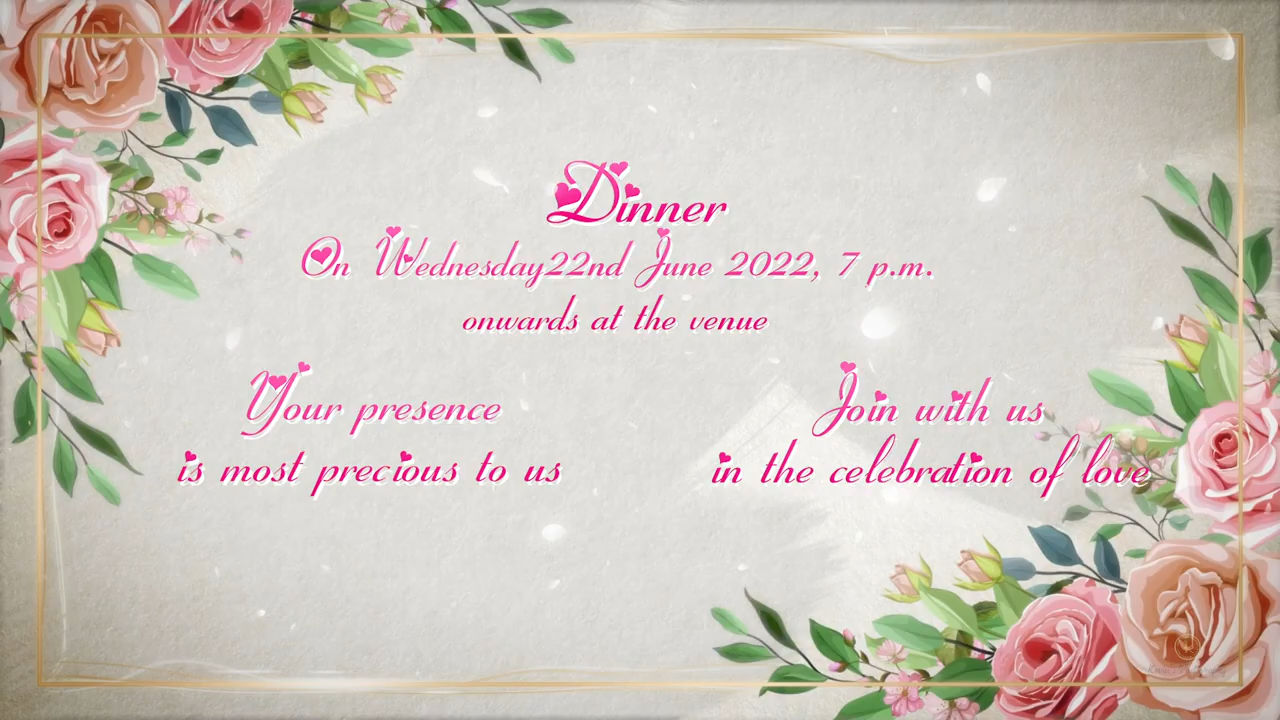 Dinner
On Wednesday22nd June 2022, 7 p.m.
onwards at the venue
Your presence
is most precious to us
Join with us
in the celebration of love